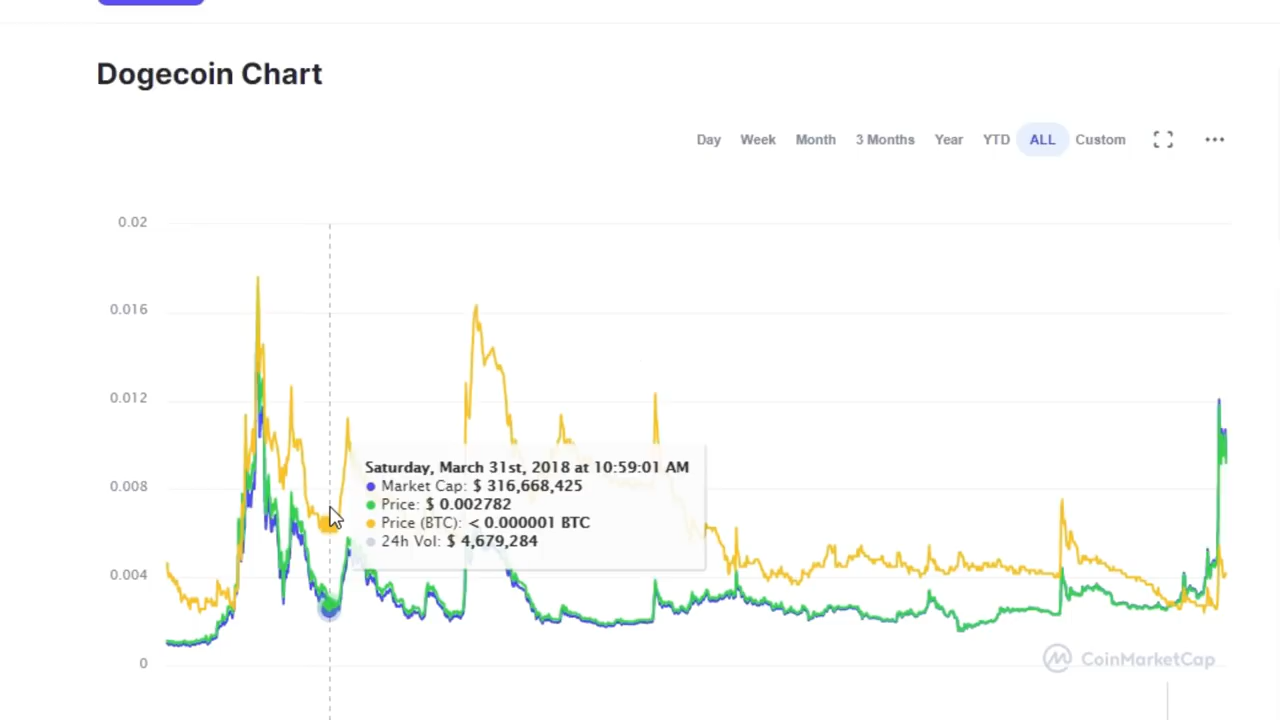 Dogecoin Chart
Day Week Month 3 Months Year YTD ALL Custom
0.02
0.016
0.012
0.008
0.004
0
Saturday, March 31st, 2018 at 10:59:01 AM
Market Cap: $ 316,668,425
Price: $ 0.002782
Price (BTC): < 0.000001 BTC
24h Vol: $ 4,679,284
CoinMarketCap